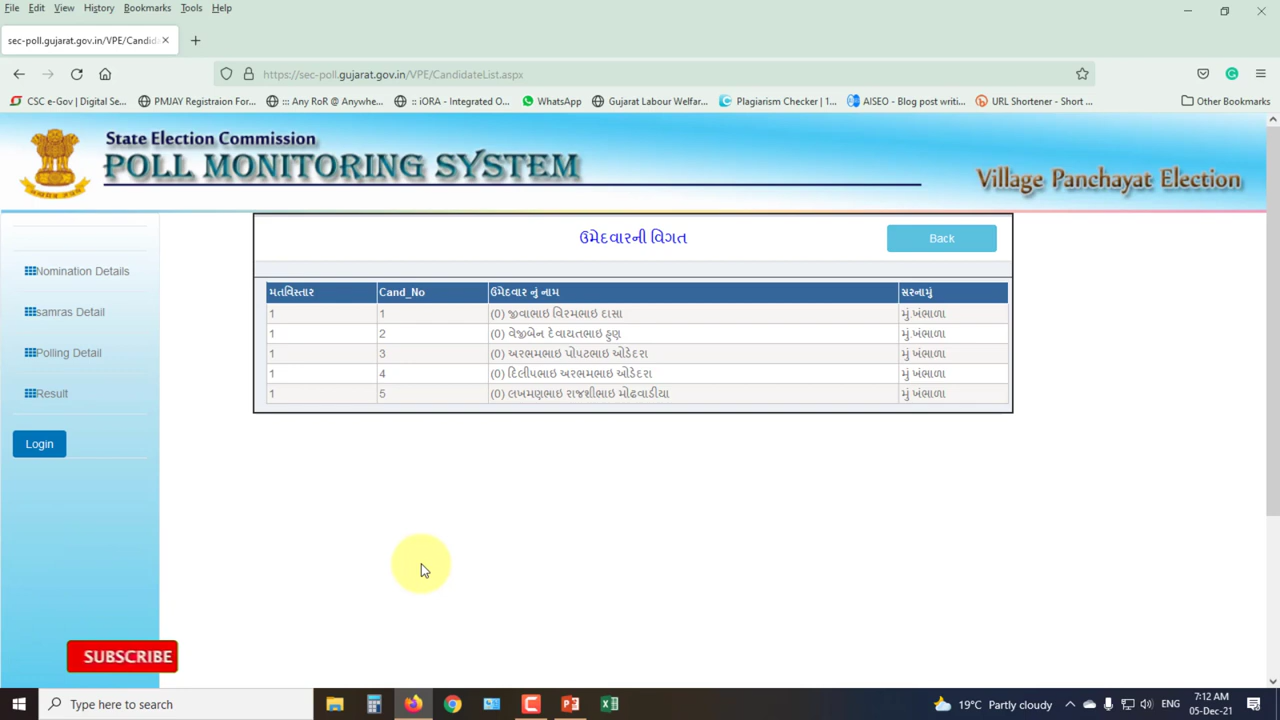 File Edit View History Bookmarks Tools Help
sec-poll.gujarat.gov.in/VPE/Candid
https://sec-poll.gujarat.gov.in/VPE/CandidateList.aspx
CSC e-Gov | Digital Se... PMJAY Registraion For... ::: Any RoR @ Anywhe... :: iORA - Integrated O... WhatsApp Gujarat Labour Welfar... Plagiarism Checker | 1... AISEO - Blog post writi... URL Shortener - Short ... Other Bookmarks
State Election Commission
POLL MONITORING SYSTEM
Village Panchayat Election
ઉમેદવારની વિગત Back
Nomination Details
samras Detail
Polling Detail
Result
Login
મતવિસ્તાર Cand_No ઉમેદવાર નું નામ સરનામું
1 1 (0) જીવાભાઇ વિરમભાઇ દાસા મું.ખંભાળા
1 2 (0) વેજીબેન દેવાયતભાઇ હુણ મું.ખંભાળા
1 3 (0) અરભમભાઇ પોપટભાઇ ઓડેદરા મું.ખંભાળા
1 4 (0) દિલીપભાઇ અરભમભાઇ ઓડેદરા મું.ખંભાળા
1 5 (0) લખમણભાઇ રાજશીભાઇ મોઢવાડીયા મું.ખંભાળા
SUBSCRIBE
Type here to search
19°C Partly cloudy
ENG
7:12 AM
05-Dec-21